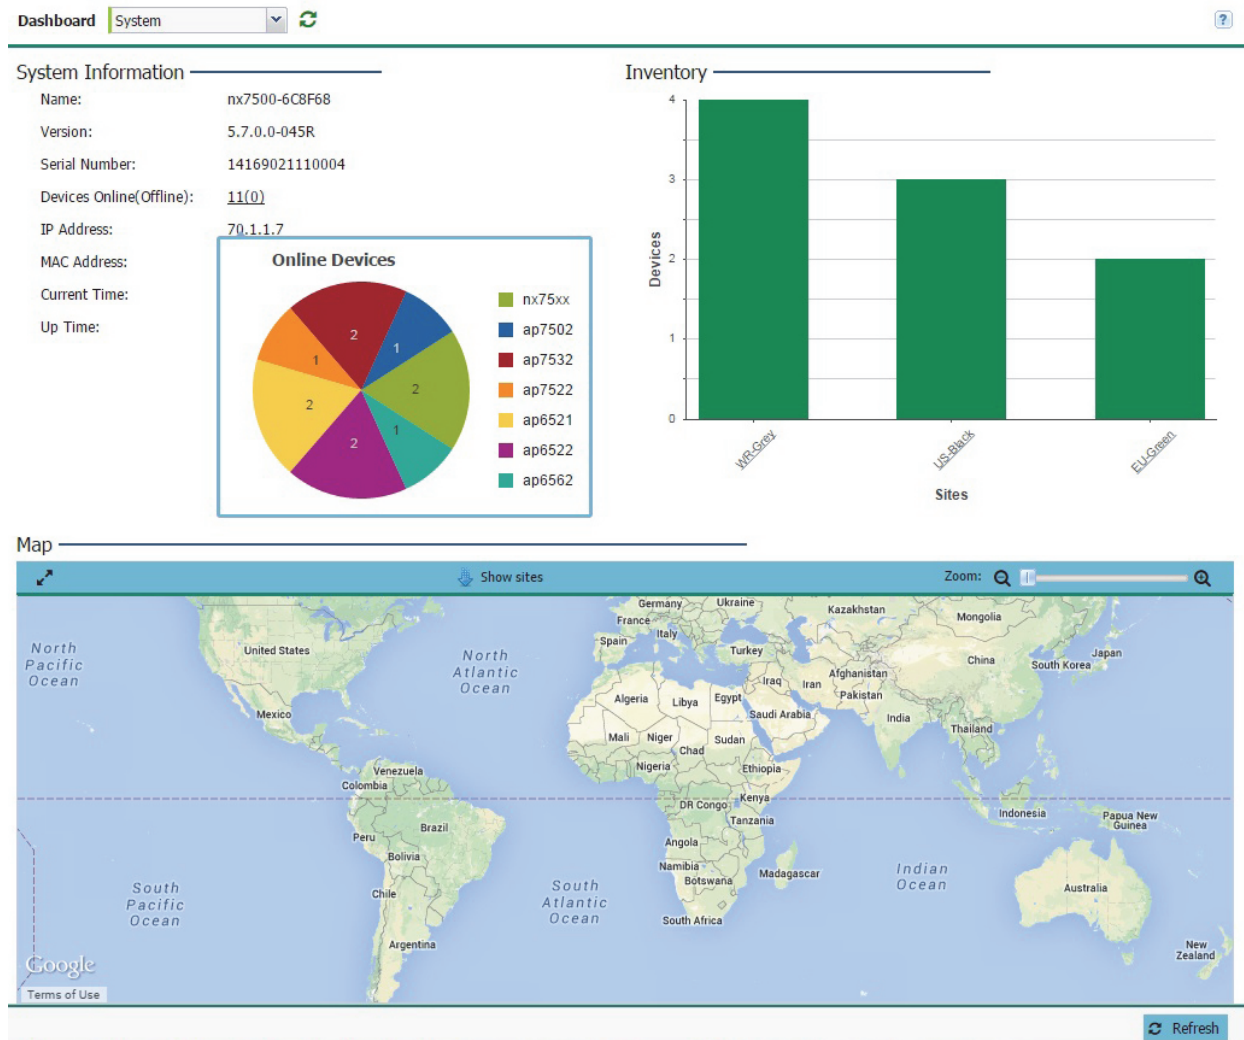 Dashboard System
?
System Information
Name: nx7500-6C8F68
Version: 5.7.0.0-045R
Serial Number: 14169021110004
Devices Online(Offline): 11(0)
IP Address: 70.1.1.7
MAC Address:
Current Time:
Up Time:
Online Devices
2
1
2
1
2
2
1
nx75xx
ap7502
ap7532
ap7522
ap6521
ap6522
ap6562
Inventory
4
3
2
1
0
Devices
WR-Grey
US-Black
EU-Green
Sites
Map
Show sites
Zoom:
Germany Ukraine Kazakhstan Mongolia
France
Spain Italy Turkey
North Pacific Ocean
United States
North Atlantic Ocean
Iraq Iran Afghanistan Pakistan
China South Korea Japan
Mexico
Algeria Libya Egypt Saudi Arabia
India Thailand
Mali Niger Chad Sudan
Nigeria Ethiopia
Venezuela
Colombia
DR Congo Kenya
Tanzania
Indonesia Papua New Guinea
Brazil
Peru
Bolivia
Angola
Namibia
Botswana
Madagascar
Indian Ocean
Australia
South Pacific Ocean
Chile
South Atlantic Ocean
South Africa
Argentina
New Zealand
Google
Terms of Use
Refresh